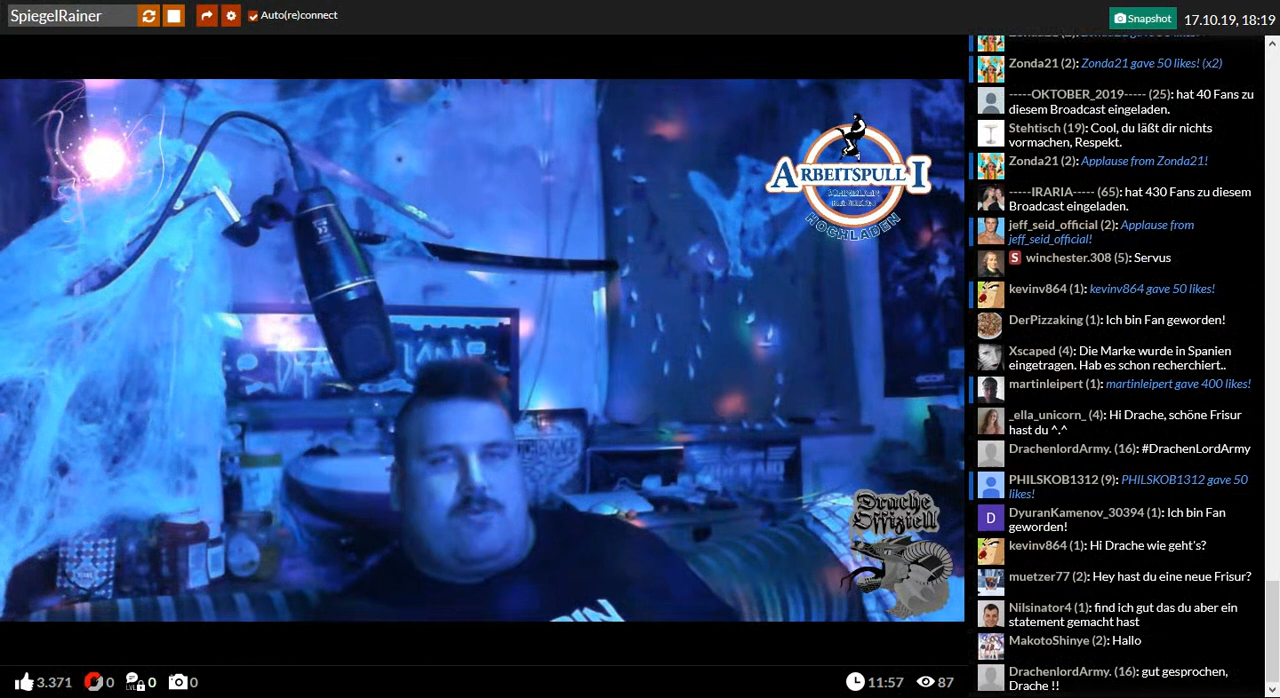 SpiegelRainer
Auto(re)connect
Snapshot
17.10.19, 18:19
ARBEITSPULLI
HOCHLADEN
Drache
Offiziell
Zonda21 (2): Zonda21 gave 50 likes! (x2)
-----OKTOBER_2019----- (25): hat 40 Fans zu
diesem Broadcast eingeladen.
Stehtisch (19): Cool, du läßt dir nichts
vormachen, Respekt.
Zonda21 (2): Applause from Zonda21!
-----IRARIA----- (65): hat 430 Fans zu diesem
Broadcast eingeladen.
jeff_seid_official (2): Applause from
jeff_seid_official!
S winchester.308 (5): Servus
kevinv864 (1): kevinv864 gave 50 likes!
DerPizzaking (1): Ich bin Fan geworden!
Xscaped (4): Die Marke wurde in Spanien
eingetragen. Hab es schon recherchiert..
martinleipert (1): martinleipert gave 400 likes!
_ella_unicorn_ (4): Hi Drache, schöne Frisur
hast du ^.^
DrachenlordArmy. (16): #DrachenLordArmy
PHILSKOB1312 (9): PHILSKOB1312 gave 50
likes!
D
DyuranKamenov_30394 (1): Ich bin Fan
geworden!
kevinv864 (1): Hi Drache wie geht's?
muetzer77 (2): Hey hast du eine neue Frisur?
Nilsinator4 (1): find ich gut das du aber ein
statement gemacht hast
MakotoShinye (2): Hallo
DrachenlordArmy. (16): gut gesprochen,
Drache !!
3.371
0
LVL
0
0
11:57
87